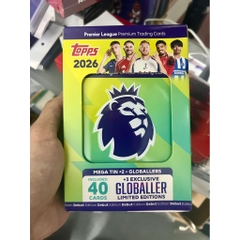 Premier League Premium Trading Cards
Topps
2026
MEGA TIN #2 - GLOBALLERS
INCLUDES
40
CARDS
+3 EXCLUSIVE
GLOBALLER
LIMITED EDITIONS